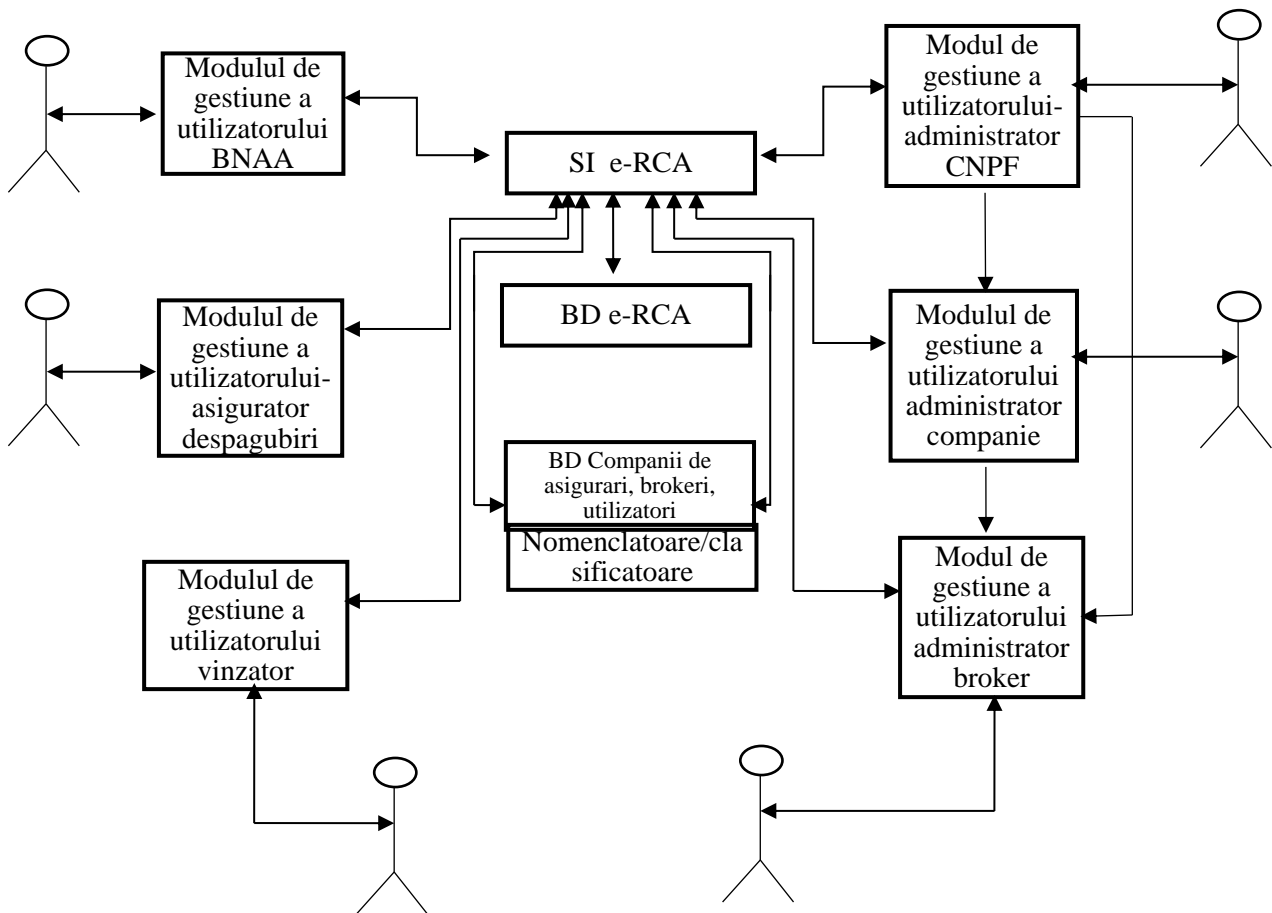 Modulul de
gestiune a
utilizatorului
BNAA
Modul de
gestiune a
utilizatorului-
administrator
CNPF
SI e-RCA
BD e-RCA
Modulul de
gestiune a
utilizatorului-
asigurator
despagubiri
Modulul de
gestiune a
utilizatorului
administrator
companie
BD Companii de
asigurari, brokeri,
utilizatori
Nomenclatoare/cla
sificatoare
Modulul de
gestiune a
utilizatorului
vinzator
Modul de
gestiune a
utilizatorului
administrator
broker